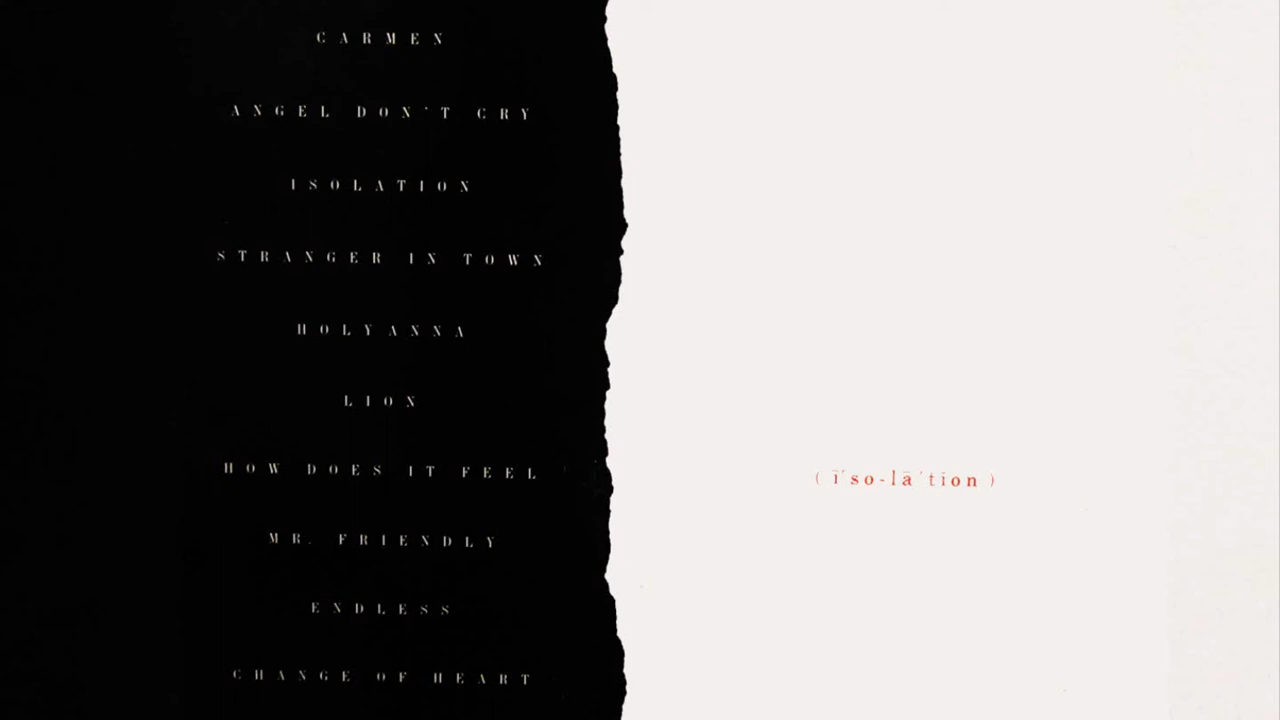 CARMEN
ANGEL DON'T CRY
ISOLATION
STRANGER IN TOWN
HOLYANNA
LION
HOW DOES IT FEEL
MR. FRIENDLY
ENDLESS
CHANGE OF HEART
(ī′so-lā′tion)